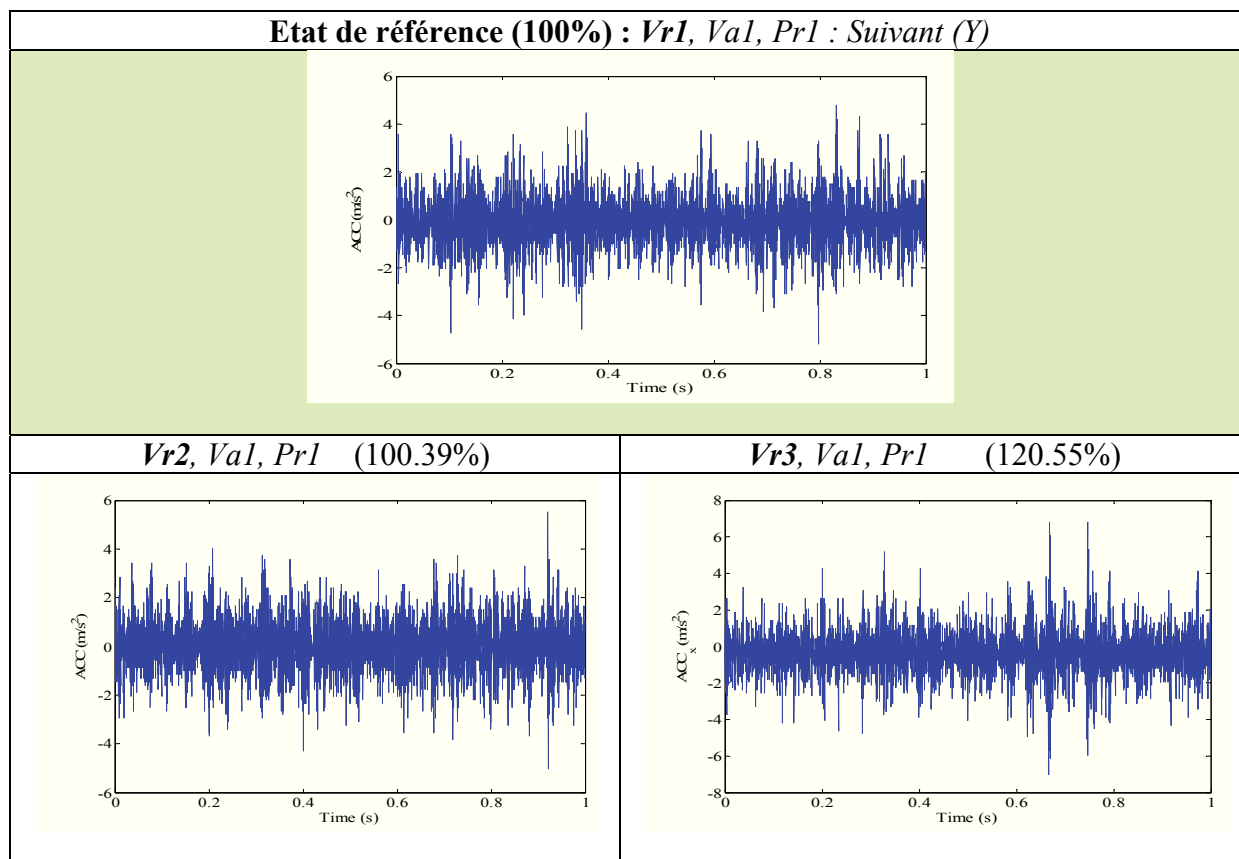 Etat de référence (100%) : Vr1, Va1, Pr1 : Suivant (Y)
6
4
2
0
-2
-4
-6
ACC (m/s²)
0 0.2 0.4 0.6 0.8 1
Time (s)
Vr2, Va1, Pr1 (100.39%)
Vr3, Va1, Pr1 (120.55%)
6
4
2
0
-2
-4
-6
ACC (m/s²)
0 0.2 0.4 0.6 0.8 1
Time (s)
8
6
4
2
0
-2
-4
-6
-8
ACCₓ (m/s²)
0 0.2 0.4 0.6 0.8 1
Time (s)